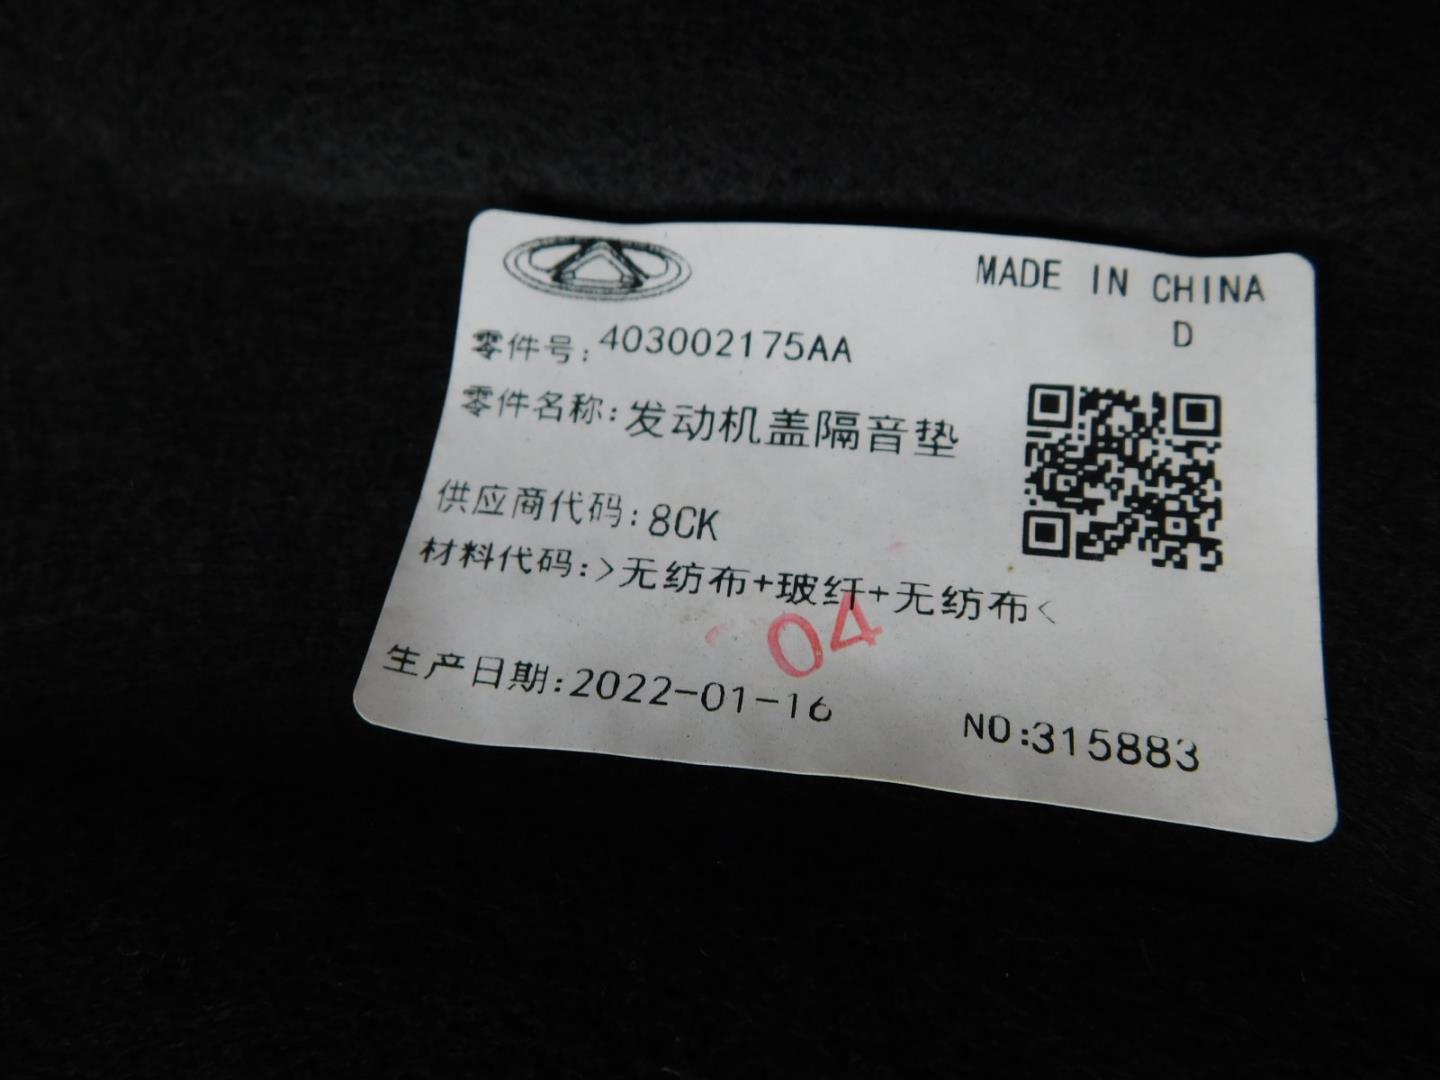 MADE IN CHINA
D
零件号:403002175AA
零件名称:发动机盖隔音垫
供应商代码:8CK
材料代码:>无纺布+玻纤+无纺布<
04
生产日期:2022-01-16
NO:315883